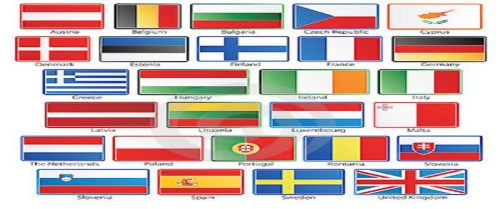 Austria Belgium Bulgaria Czech Republic Cyprus
Denmark Estonia Finland France Germany
Greece Hungary Ireland Italy
Latvia Lituania Luxembourg Malta
The Netherlands Poland Portugal Romania Slovakia
Slovenia Spain Sweden United Kingdom